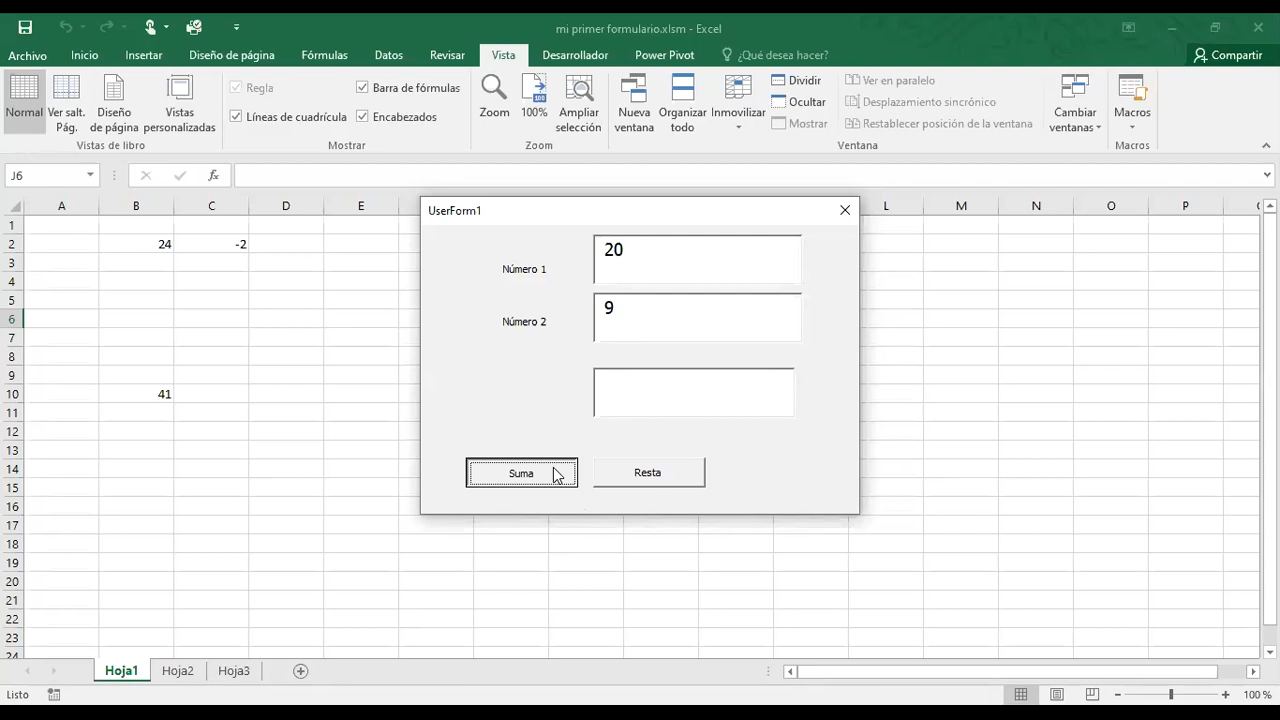 mi primer formulario.xlsm - Excel
Archivo Inicio Insertar Diseño de página Fórmulas Datos Revisar Vista Desarrollador Power Pivot ¿Qué desea hacer? Compartir
Normal Ver salt. Pág. Diseño de página Vistas personalizadas
Regla Barra de fórmulas
Líneas de cuadrícula Encabezados
Zoom 100% Ampliar selección
Nueva ventana Organizar todo Inmovilizar
Dividir
Ocultar
Mostrar
Ver en paralelo
Desplazamiento sincrónico
Restablecer posición de la ventana
Cambiar ventanas Macros
Vistas de libro Mostrar Zoom Ventana Macros
J6 fx
A B C D E L M N O P
1
2 24 -2
3
4
5
6
7
8
9
10 41
11
12
13
14
15
16
17
18
19
20
21
22
23
24
UserForm1
Número 1 20
Número 2 9
Suma Resta
Hoja1 Hoja2 Hoja3
Listo 100 %